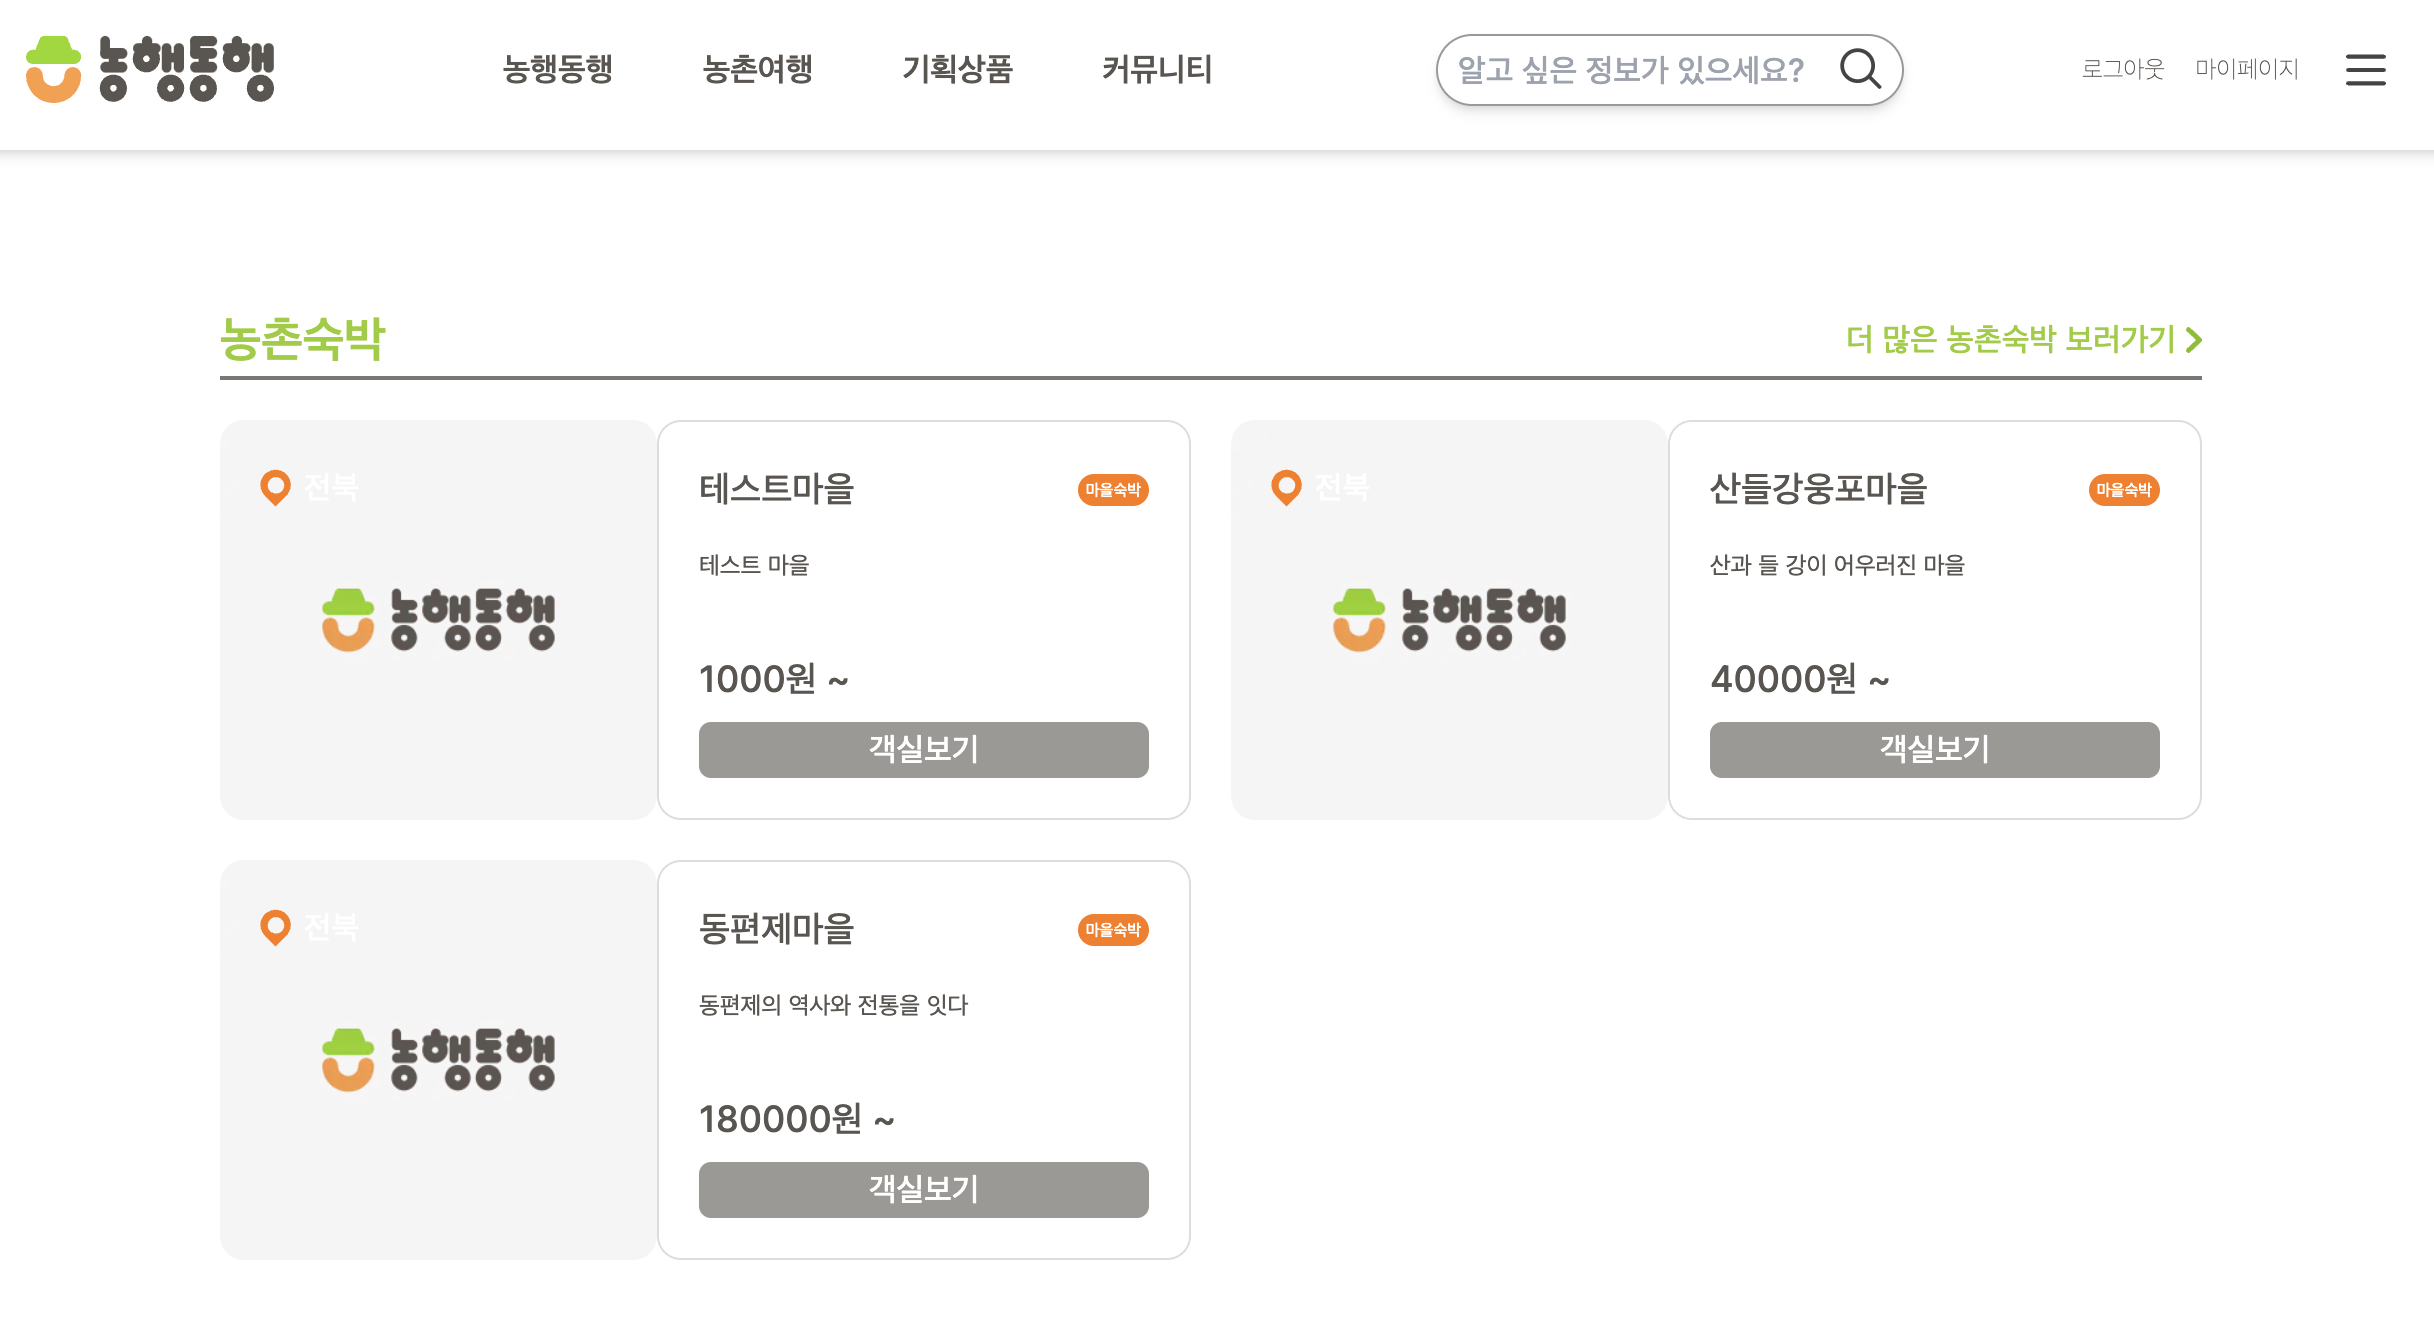 농행동행
농행동행 농촌여행 기획상품 커뮤니티
알고 싶은 정보가 있으세요?
로그아웃 마이페이지
농촌숙박
더 많은 농촌숙박 보러가기
전북
농행동행
테스트마을
마을숙박
테스트 마을
1000원 ~
객실보기
전북
농행동행
산들강웅포마을
마을숙박
산과 들 강이 어우러진 마을
40000원 ~
객실보기
전북
농행동행
동편제마을
마을숙박
동편제의 역사와 전통을 잇다
180000원 ~
객실보기